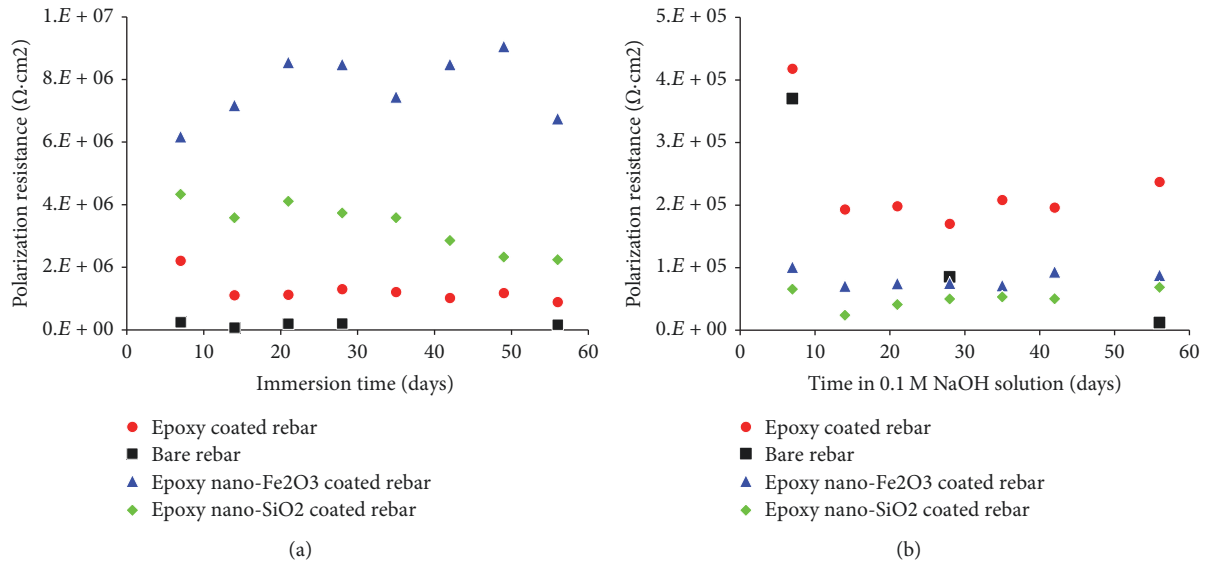 1.E + 07
8.E + 06
6.E + 06
4.E + 06
2.E + 06
0.E + 00
Polarization resistance (Ω·cm2)
0 10 20 30 40 50 60
Immersion time (days)
Epoxy coated rebar
Bare rebar
Epoxy nano-Fe2O3 coated rebar
Epoxy nano-SiO2 coated rebar
(a)
5.E + 05
4.E + 05
3.E + 05
2.E + 05
1.E + 05
0.E + 00
Polarization resistance (Ω·cm2)
0 10 20 30 40 50 60
Time in 0.1 M NaOH solution (days)
Epoxy coated rebar
Bare rebar
Epoxy nano-Fe2O3 coated rebar
Epoxy nano-SiO2 coated rebar
(b)